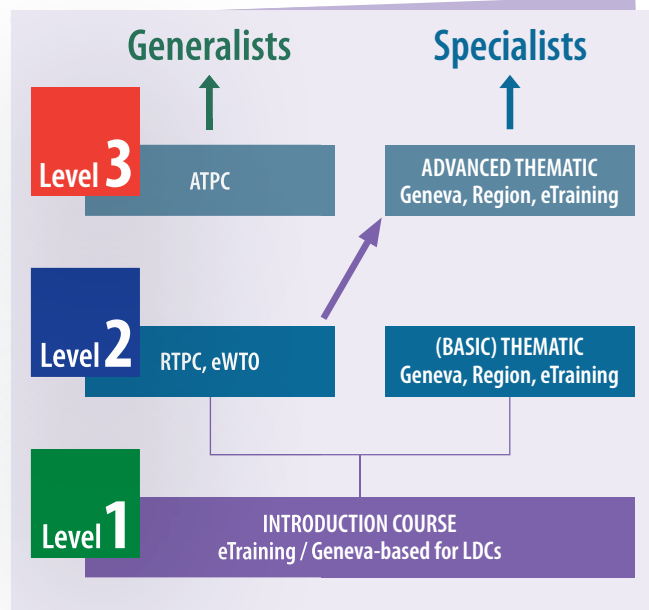 Generalists
Specialists
Level 3
ATPC
ADVANCED THEMATIC
Geneva, Region, eTraining
Level 2
RTPC, eWTO
(BASIC) THEMATIC
Geneva, Region, eTraining
Level 1
INTRODUCTION COURSE
eTraining / Geneva-based for LDCs